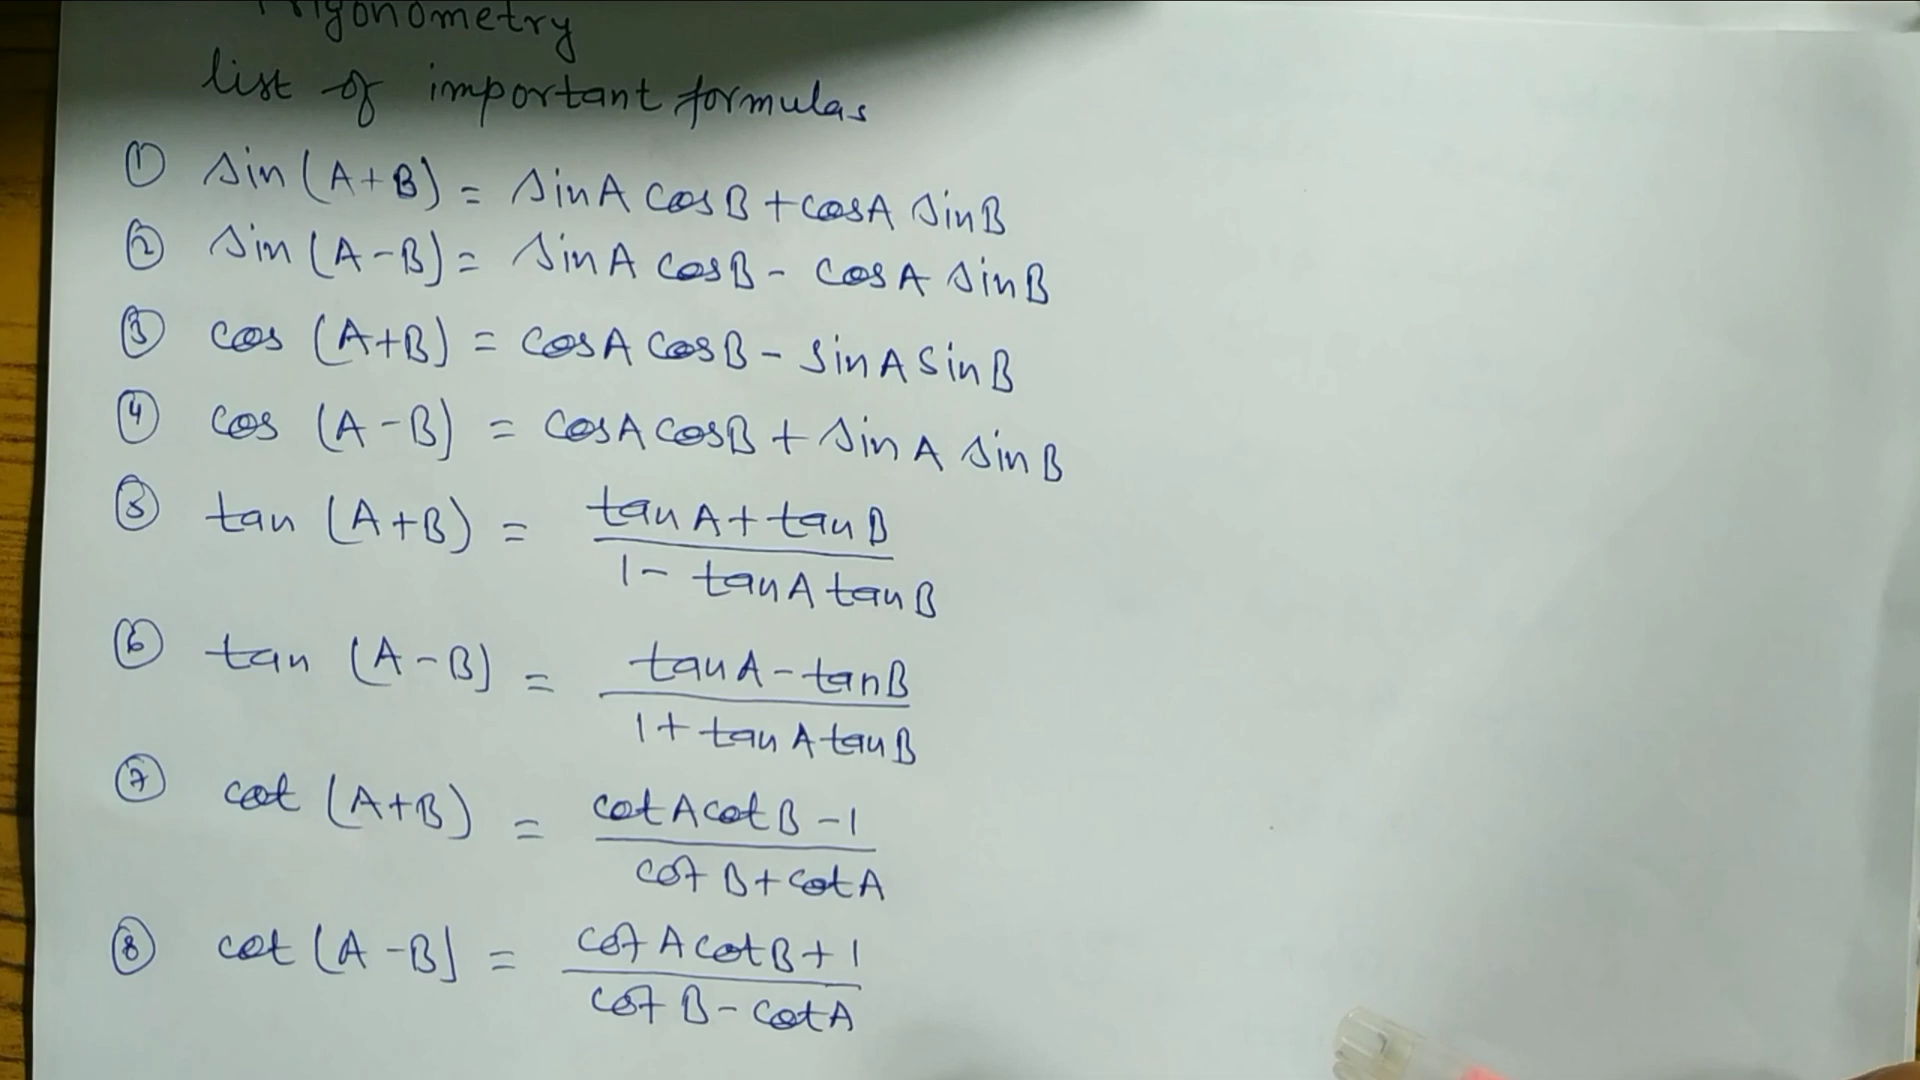 Trigonometry
list of important formulas
① sin (A+B) = sinA cosB + cosA sinB
② sin (A-B) = sinA cosB - cosA sinB
③ cos (A+B) = cosA cosB - sinA sinB
④ cos (A-B) = cosA cosB + sinA sinB
⑤ tan (A+B) = tanA + tanB
1 - tanA tanB
⑥ tan (A-B) = tanA - tanB
1 + tanA tanB
⑦ cot (A+B) = cotA cotB - 1
cotB + cotA
⑧ cot (A-B) = cotA cotB + 1
cotB - cotA